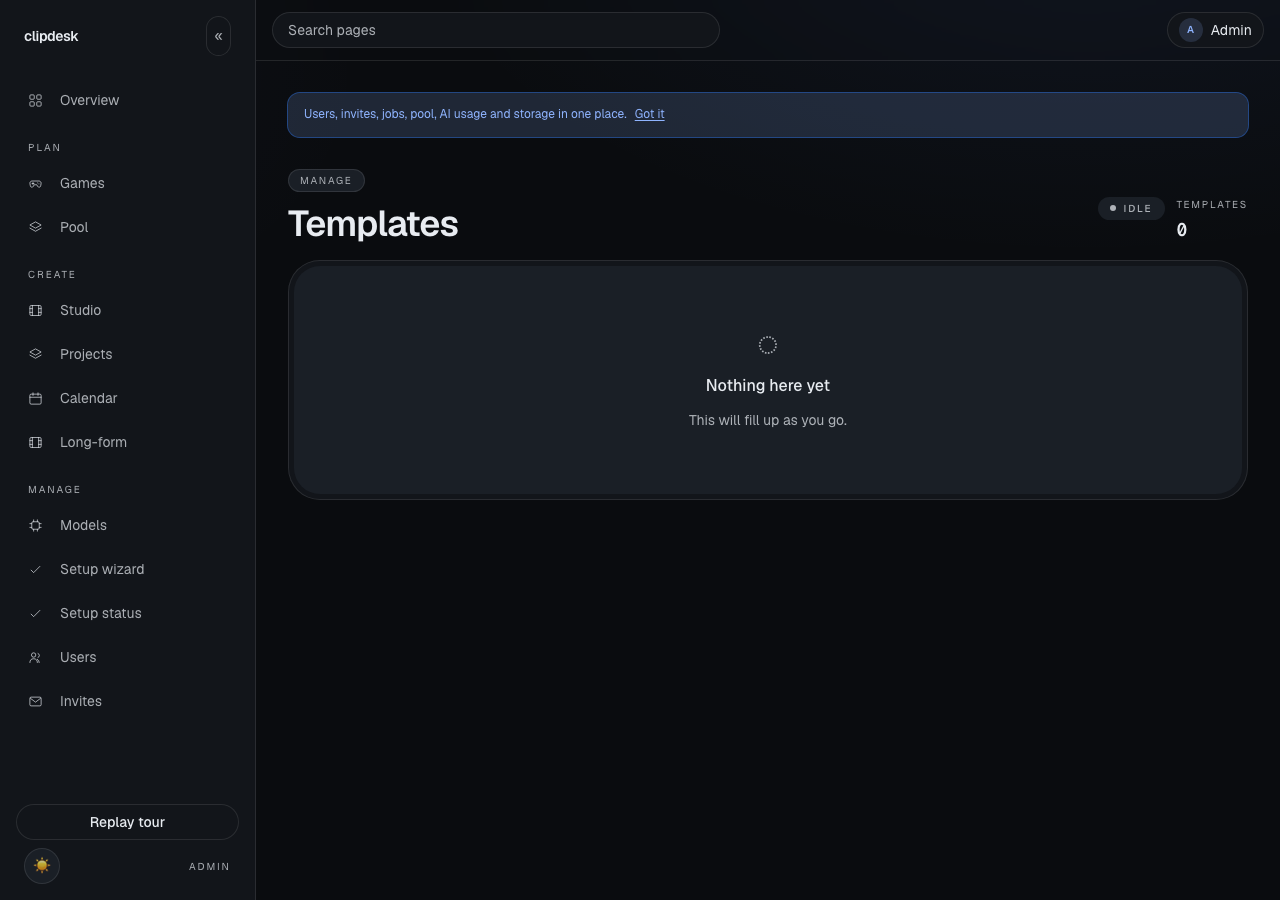 clipdesk
«
Search pages
A
Admin
Overview
PLAN
Games
Pool
CREATE
Studio
Projects
Calendar
Long-form
MANAGE
Models
Setup wizard
Setup status
Users
Invites
Replay tour
ADMIN
Users, invites, jobs, pool, AI usage and storage in one place. Got it
MANAGE
Templates
IDLE
TEMPLATES
0
Nothing here yet
This will fill up as you go.